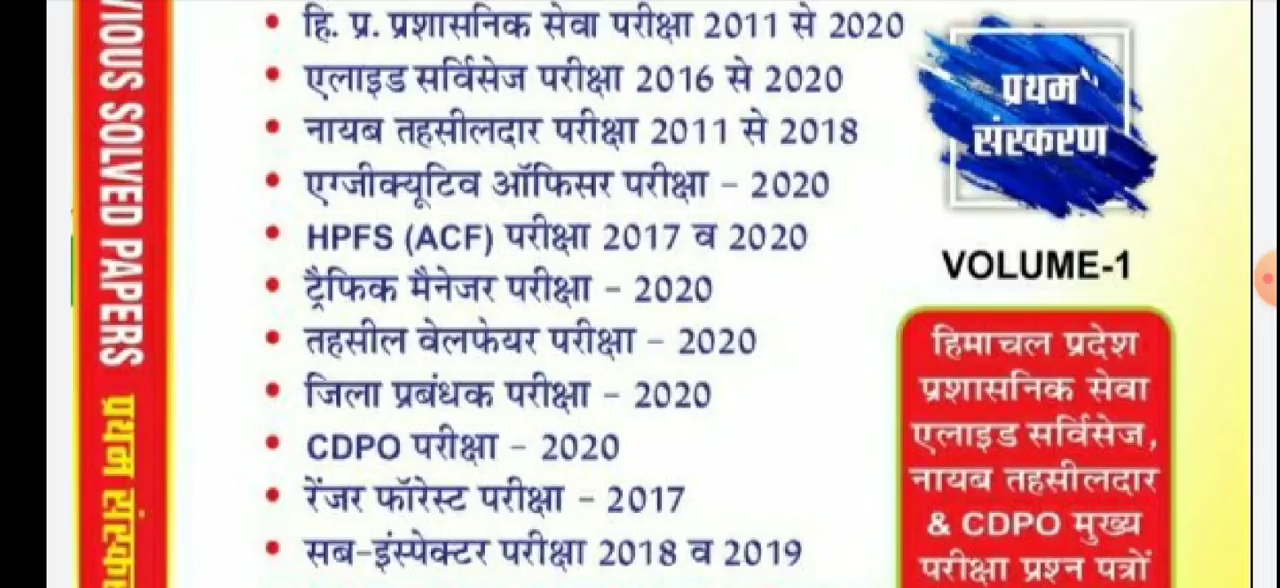 VIOUS SOLVED PAPERS प्रथम
• हि. प्र. प्रशासनिक सेवा परीक्षा 2011 से 2020
• एलाइड सर्विसेज परीक्षा 2016 से 2020
• नायब तहसीलदार परीक्षा 2011 से 2018
• एग्जीक्यूटिव ऑफिसर परीक्षा – 2020
• HPFS (ACF) परीक्षा 2017 व 2020
• ट्रैफिक मैनेजर परीक्षा – 2020
• तहसील वेलफेयर परीक्षा – 2020
• जिला प्रबंधक परीक्षा – 2020
• CDPO परीक्षा – 2020
• रेंजर फॉरेस्ट परीक्षा – 2017
• सब-इंस्पेक्टर परीक्षा 2018 व 2019
प्रथम
संस्करण
VOLUME-1
हिमाचल प्रदेश
प्रशासनिक सेवा
एलाइड सर्विसेज,
नायब तहसीलदार
& CDPO मुख्य
परीक्षा प्रश्न पत्रों